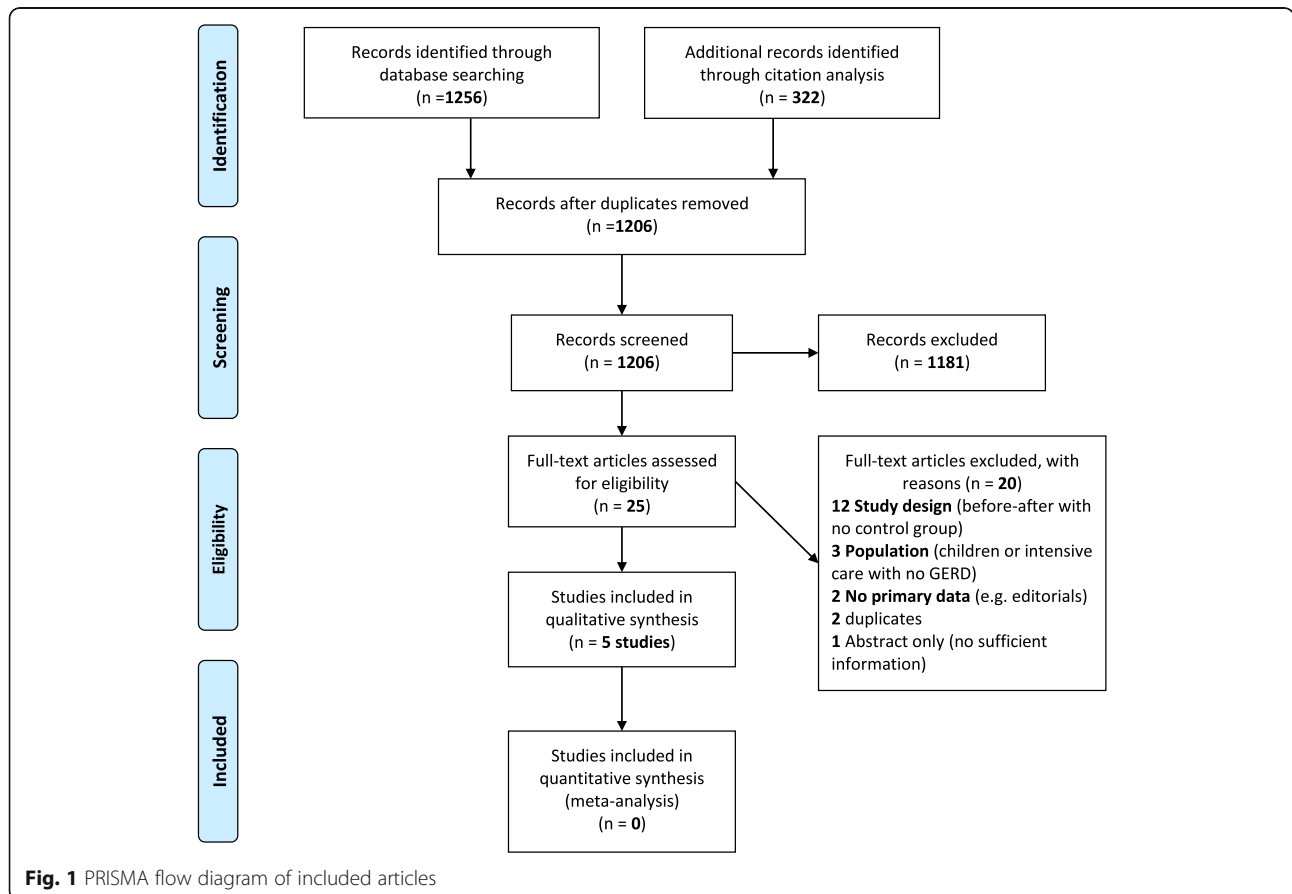 Identification
Records identified through
database searching
(n =1256)
Additional records identified
through citation analysis
(n = 322)
Records after duplicates removed
(n =1206)
Screening
Records screened
(n = 1206)
Records excluded
(n = 1181)
Eligibility
Full-text articles assessed
for eligibility
(n = 25)
Full-text articles excluded, with
reasons (n = 20)
12 Study design (before-after with
no control group)
3 Population (children or intensive
care with no GERD)
2 No primary data (e.g. editorials)
2 duplicates
1 Abstract only (no sufficient
information)
Studies included in
qualitative synthesis
(n = 5 studies)
Included
Studies included in
quantitative synthesis
(meta-analysis)
(n = 0)
Fig. 1 PRISMA flow diagram of included articles